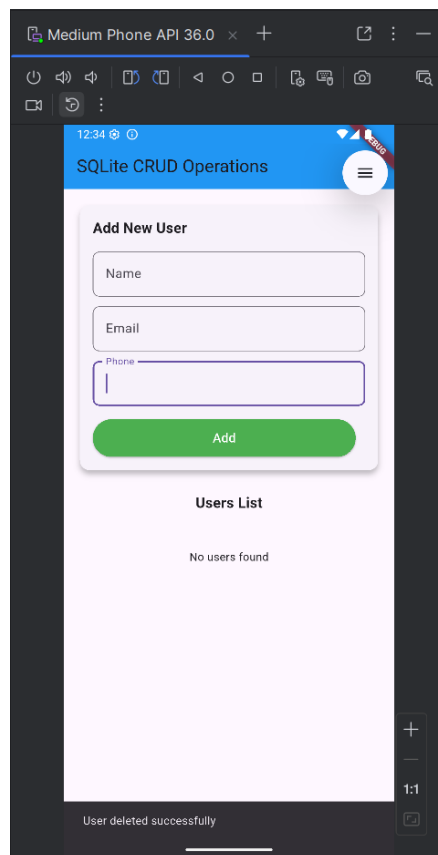 Medium Phone API 36.0
1:1
12:34
DEBUG
SQLite CRUD Operations
Add New User
Name
Email
Phone
Add
Users List
No users found
User deleted successfully